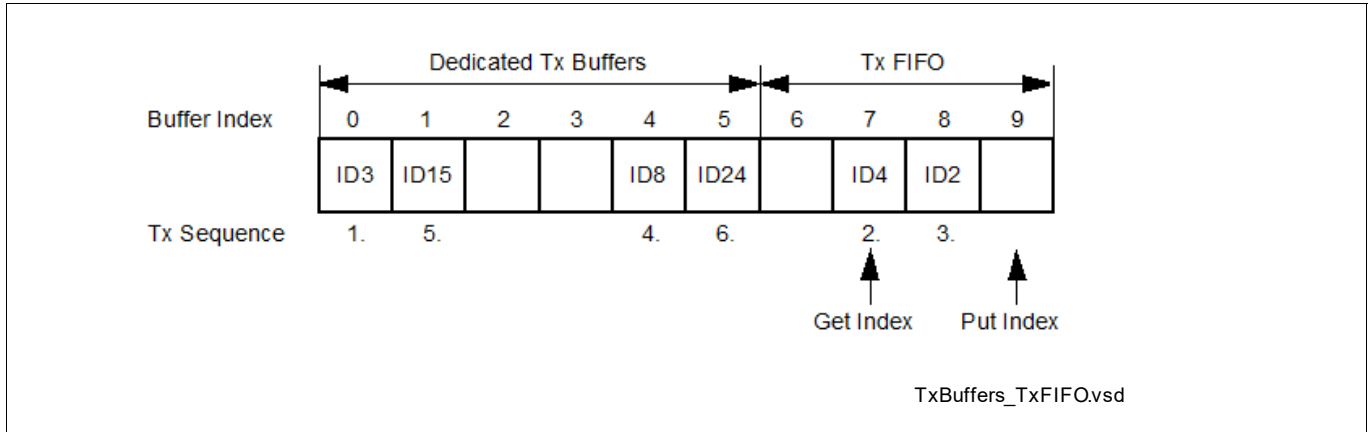 Dedicated Tx Buffers Tx FIFO
Buffer Index 0 1 2 3 4 5 6 7 8 9
ID3 ID15 ID8 ID24 ID4 ID2
Tx Sequence 1. 5. 4. 6. 2. 3.
Get Index Put Index
TxBuffers_TxFIFO.vsd